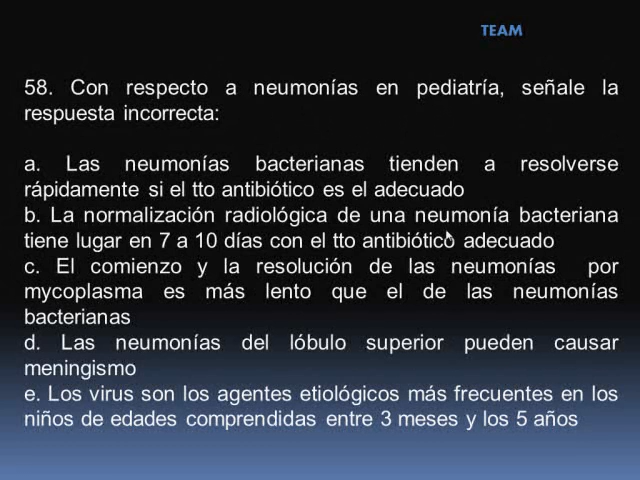 TEAM
58. Con respecto a neumonías en pediatría, señale la
respuesta incorrecta:
a. Las neumonías bacterianas tienden a resolverse
rápidamente si el tto antibiótico es el adecuado
b. La normalización radiológica de una neumonía bacteriana
tiene lugar en 7 a 10 días con el tto antibiótico adecuado
c. El comienzo y la resolución de las neumonías por
mycoplasma es más lento que el de las neumonías
bacterianas
d. Las neumonías del lóbulo superior pueden causar
meningismo
e. Los virus son los agentes etiológicos más frecuentes en los
niños de edades comprendidas entre 3 meses y los 5 años